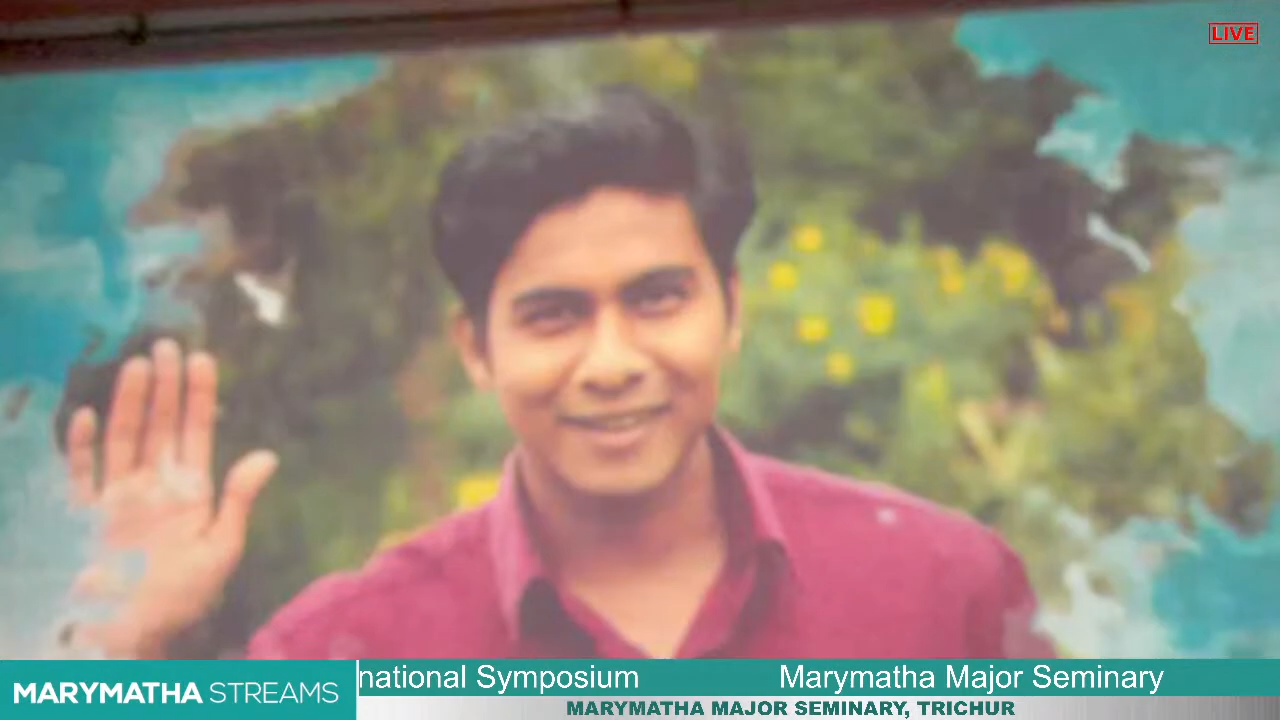 LIVE
national Symposium Marymatha Major Seminary
MARYMATHA STREAMS
MARYMATHA MAJOR SEMINARY, TRICHUR